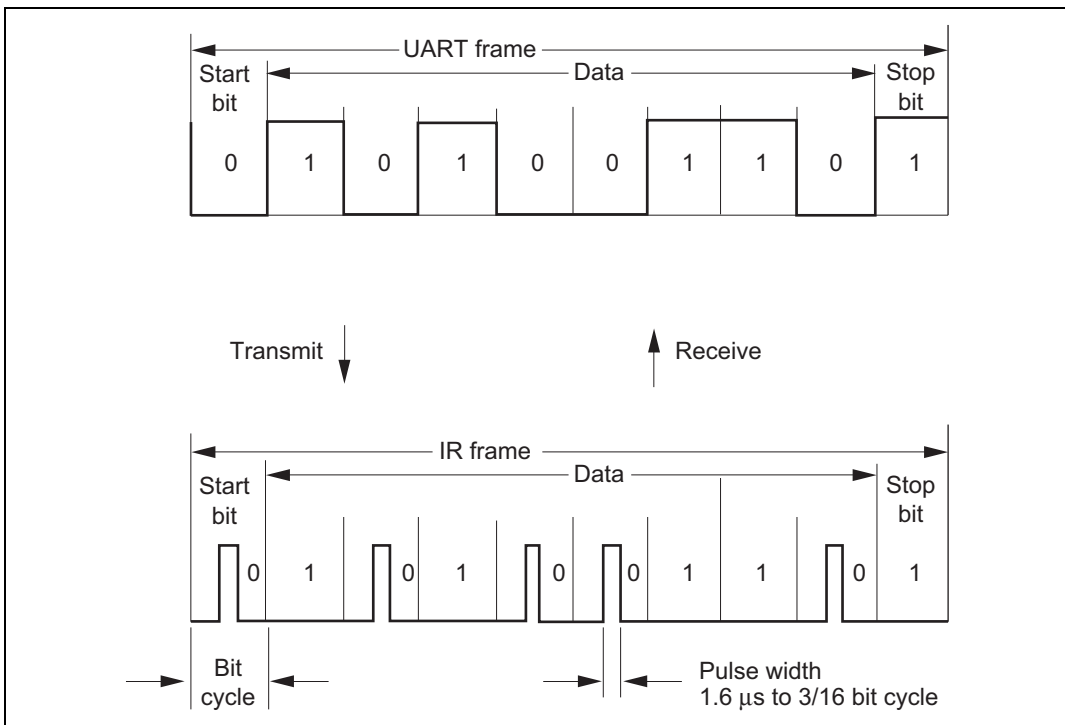 UART frame
Start bit
Data
Stop bit
0 1 0 1 0 0 1 1 0 1
Transmit
Receive
IR frame
Start bit
Data
Stop bit
0 1 0 1 0 0 1 1 0 1
Bit cycle
Pulse width
1.6 μs to 3/16 bit cycle